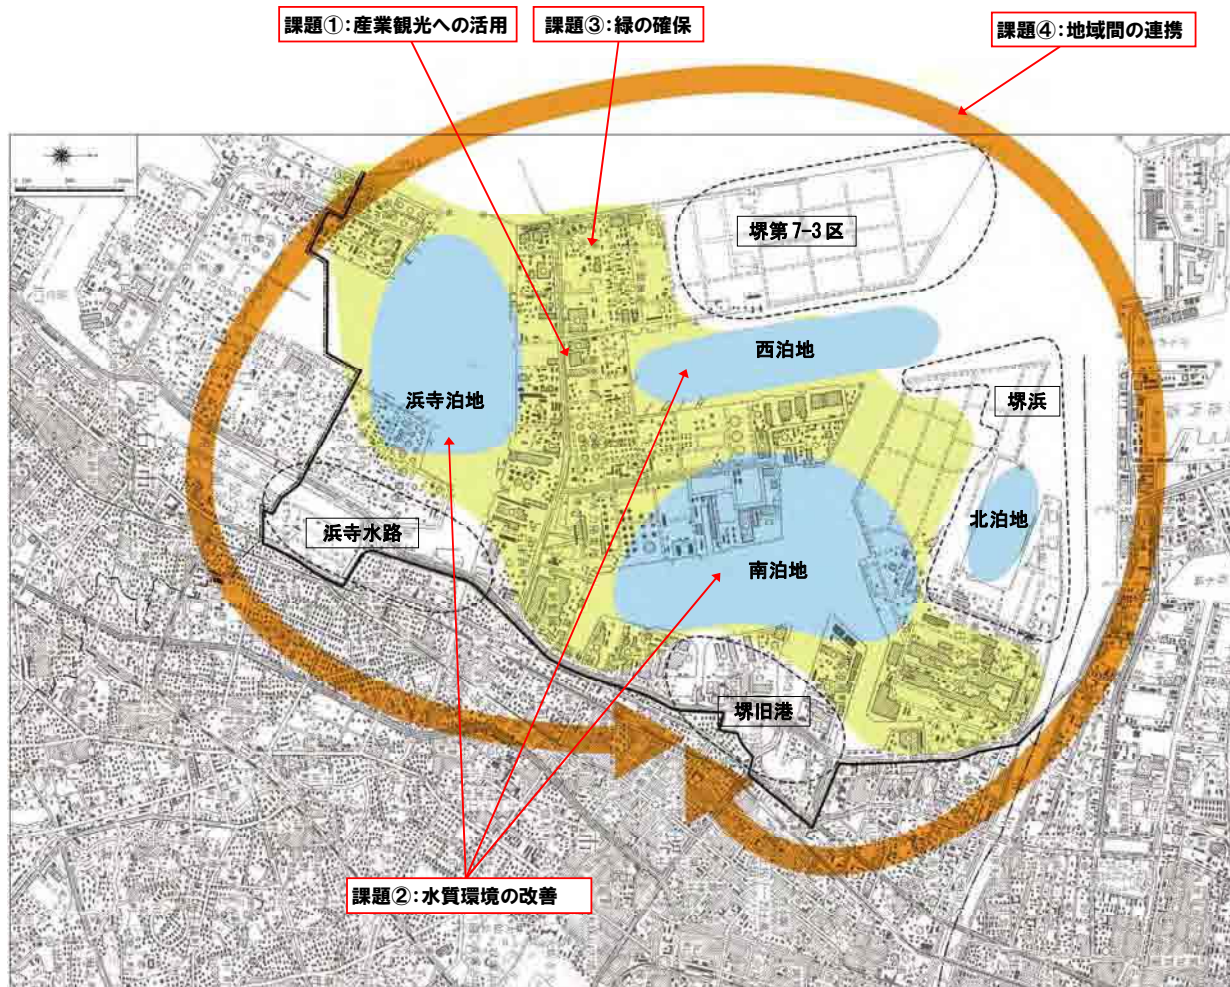 課題①：産業観光への活用
課題③：緑の確保
課題④：地域間の連携
堺第7-3区
西泊地
浜寺泊地
堺浜
北泊地
浜寺水路
南泊地
堺旧港
課題②：水質環境の改善